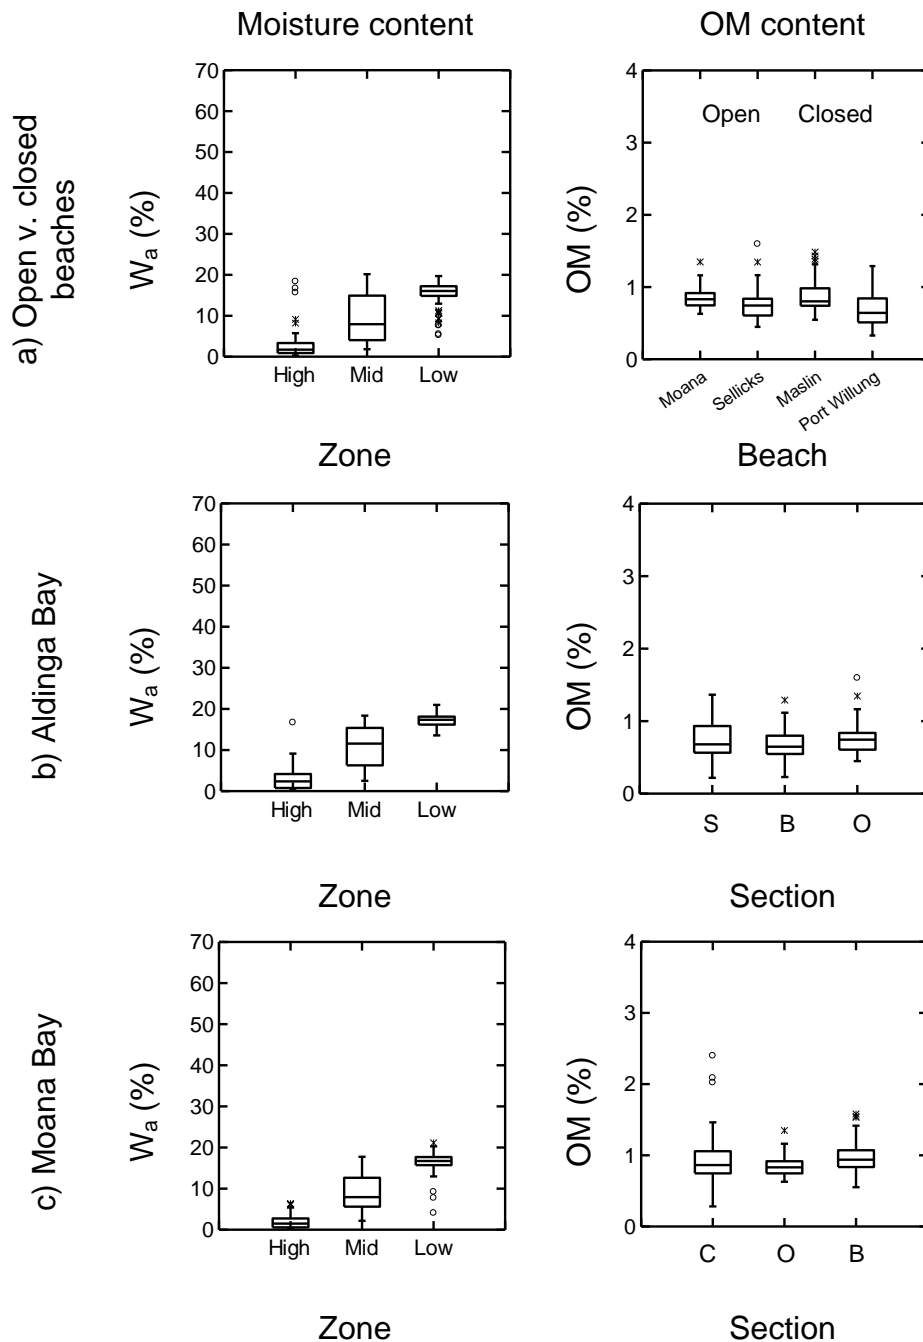 Moisture content
OM content
a) Open v. closed
beaches
W_a (%)
70
60
50
40
30
20
10
0
High Mid Low
Zone
OM (%)
4
3
2
1
0
Open Closed
Moana Sellicks Maslin Port Willung
Beach
b) Aldinga Bay
W_a (%)
70
60
50
40
30
20
10
0
High Mid Low
Zone
OM (%)
4
3
2
1
0
S B O
Section
c) Moana Bay
W_a (%)
70
60
50
40
30
20
10
0
High Mid Low
Zone
OM (%)
4
3
2
1
0
C O B
Section